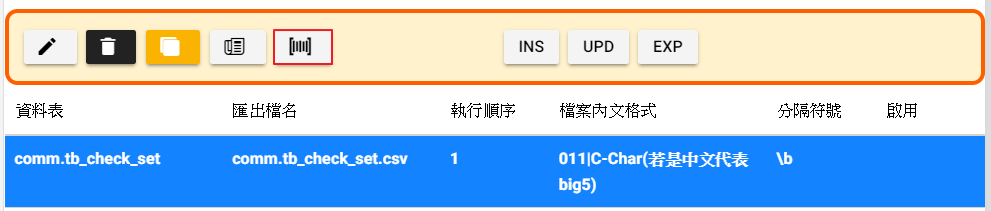 INS UPD EXP
資料表 匯出檔名 執行順序 檔案內文格式 分隔符號 啟用
comm.tb_check_set comm.tb_check_set.csv 1 011|C-Char(若是中文代表 \b
big5)